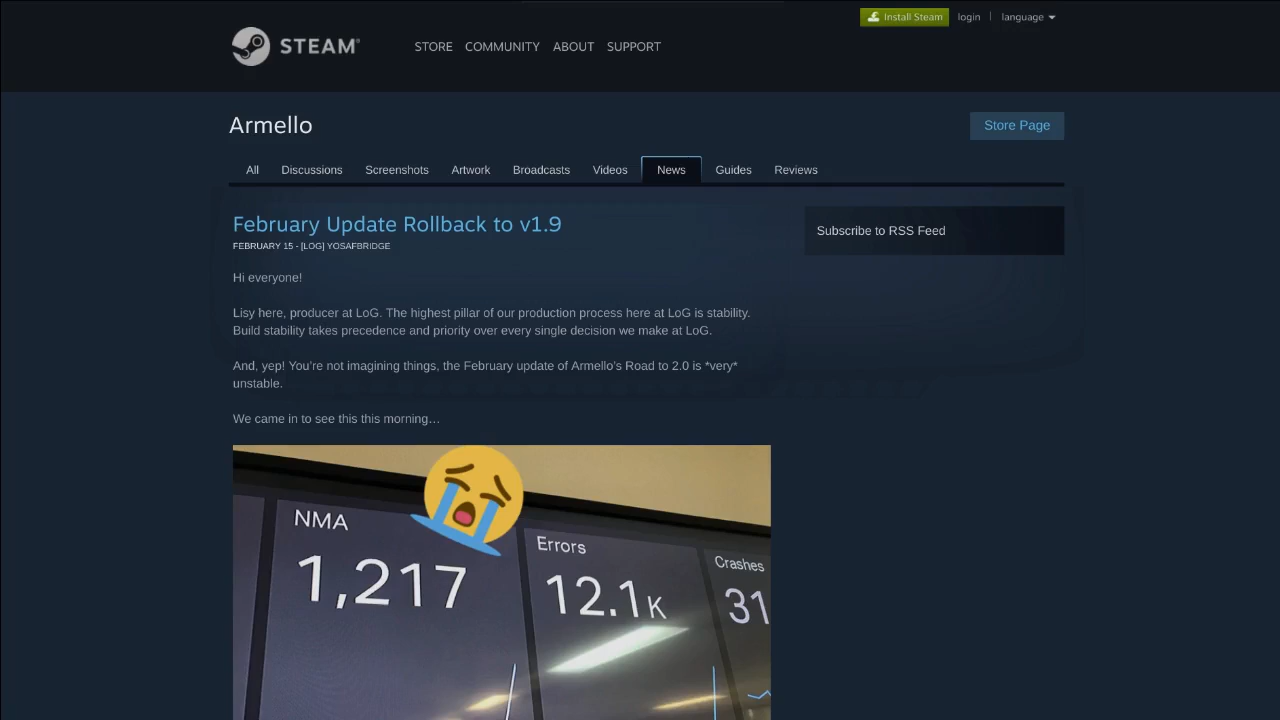 Install Steam
login
language
STEAM
STORE
COMMUNITY
ABOUT
SUPPORT
Armello
Store Page
All
Discussions
Screenshots
Artwork
Broadcasts
Videos
News
Guides
Reviews
February Update Rollback to v1.9
FEBRUARY 15 - [LOG] YOSAFBRIDGE
Subscribe to RSS Feed
Hi everyone!
Lisy here, producer at LoG. The highest pillar of our production process here at LoG is stability.
Build stability takes precedence and priority over every single decision we make at LoG.
And, yep! You're not imagining things, the February update of Armello's Road to 2.0 is *very*
unstable.
We came in to see this this morning…
NMA
1,217
Errors
12.1K
Crashes
31